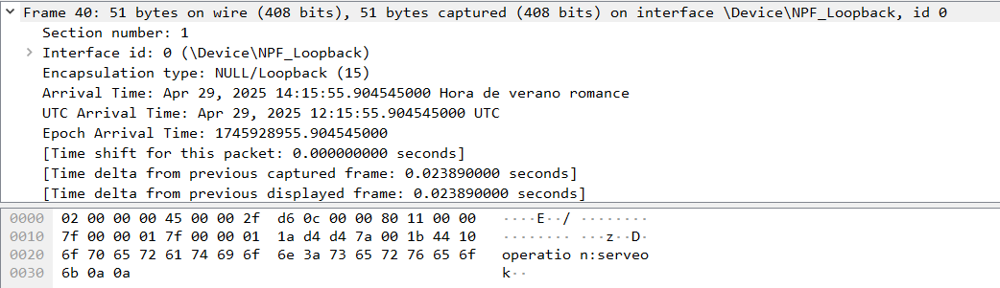 Frame 40: 51 bytes on wire (408 bits), 51 bytes captured (408 bits) on interface \Device\NPF_Loopback, id 0
Section number: 1
Interface id: 0 (\Device\NPF_Loopback)
Encapsulation type: NULL/Loopback (15)
Arrival Time: Apr 29, 2025 14:15:55.904545000 Hora de verano romance
UTC Arrival Time: Apr 29, 2025 12:15:55.904545000 UTC
Epoch Arrival Time: 1745928955.904545000
[Time shift for this packet: 0.000000000 seconds]
[Time delta from previous captured frame: 0.023890000 seconds]
[Time delta from previous displayed frame: 0.023890000 seconds]
0000 02 00 00 00 45 00 00 2f d6 0c 00 00 80 11 00 00 ····E··/ ········
0010 7f 00 00 01 7f 00 00 01 1a d4 d4 7a 00 1b 44 10 ········ ···z··D·
0020 6f 70 65 72 61 74 69 6f 6e 3a 73 65 72 76 65 6f operatio n:serveo
0030 6b 0a 0a k··